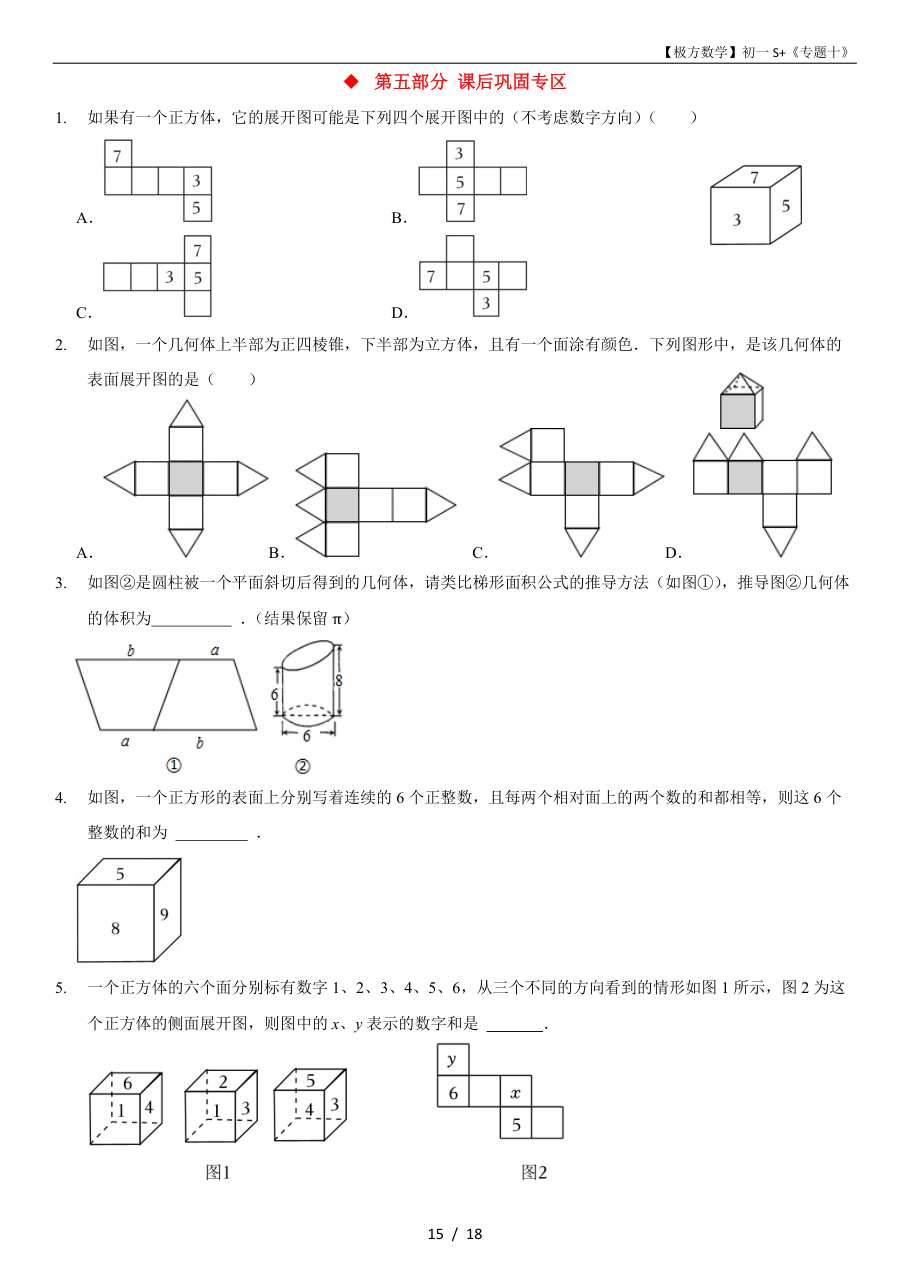 【极方数学】初一 S+《专题十》
◆ 第五部分 课后巩固专区
1. 如果有一个正方体，它的展开图可能是下列四个展开图中的（不考虑数字方向）（　　）
7
3
5
A．
3
5
7
B．
7
3
5
7
3 5
C．
7 5
3
D．
2. 如图，一个几何体上半部为正四棱锥，下半部为立方体，且有一个面涂有颜色．下列图形中，是该几何体的
表面展开图的是（　　）
A． B． C． D．
3. 如图②是圆柱被一个平面斜切后得到的几何体，请类比梯形面积公式的推导方法（如图①），推导图②几何体
的体积为__________ ．（结果保留 π）
b a
a b
①
6
8
6
②
4. 如图，一个正方形的表面上分别写着连续的 6 个正整数，且每两个相对面上的两个数的和都相等，则这 6 个
整数的和为 _________ ．
5
8
9
5. 一个正方体的六个面分别标有数字 1、2、3、4、5、6，从三个不同的方向看到的情形如图 1 所示，图 2 为这
个正方体的侧面展开图，则图中的 x、y 表示的数字和是 _______．
6
1 4
2
1 3
5
4 3
图1
y
6 x
5
图2
15 / 18